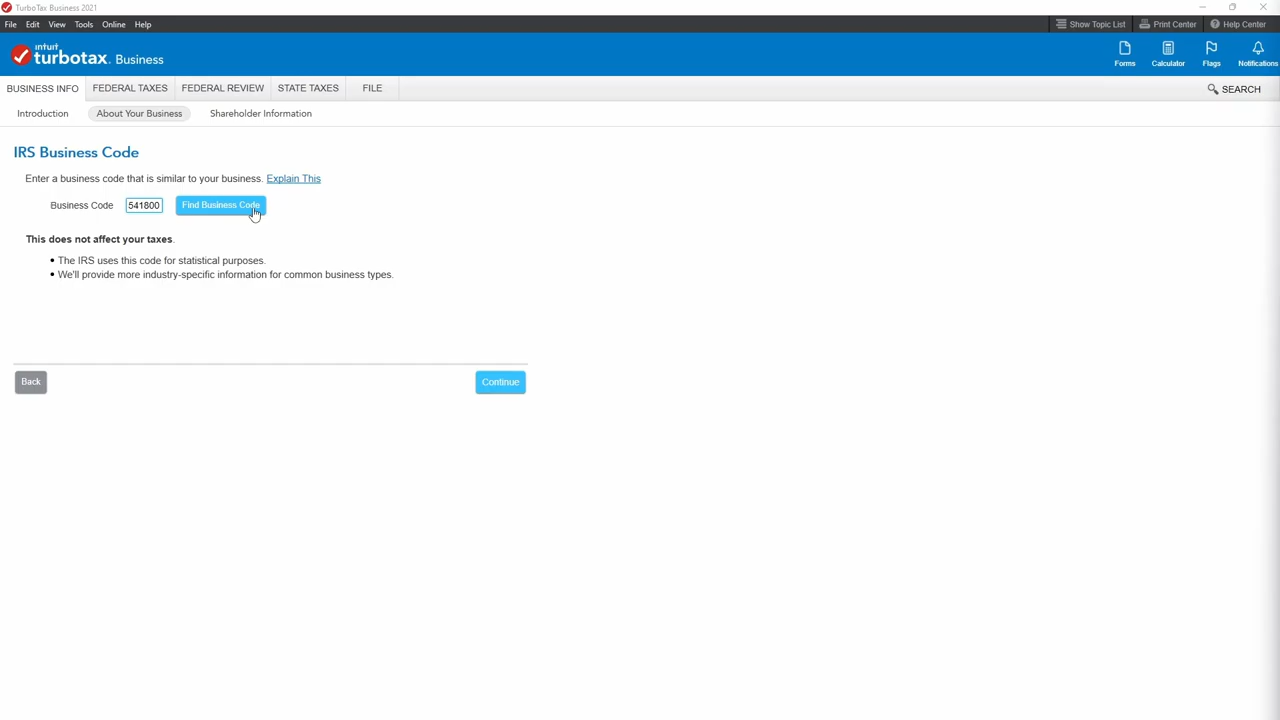 TurboTax Business 2021
File Edit View Tools Online Help Show Topic List Print Center Help Center
intuit
turbotax. Business
Forms Calculator Flags Notifications
BUSINESS INFO FEDERAL TAXES FEDERAL REVIEW STATE TAXES FILE SEARCH
Introduction About Your Business Shareholder Information
IRS Business Code
Enter a business code that is similar to your business. Explain This
Business Code 541800 Find Business Code
This does not affect your taxes.
• The IRS uses this code for statistical purposes.
• We'll provide more industry-specific information for common business types.
Back Continue